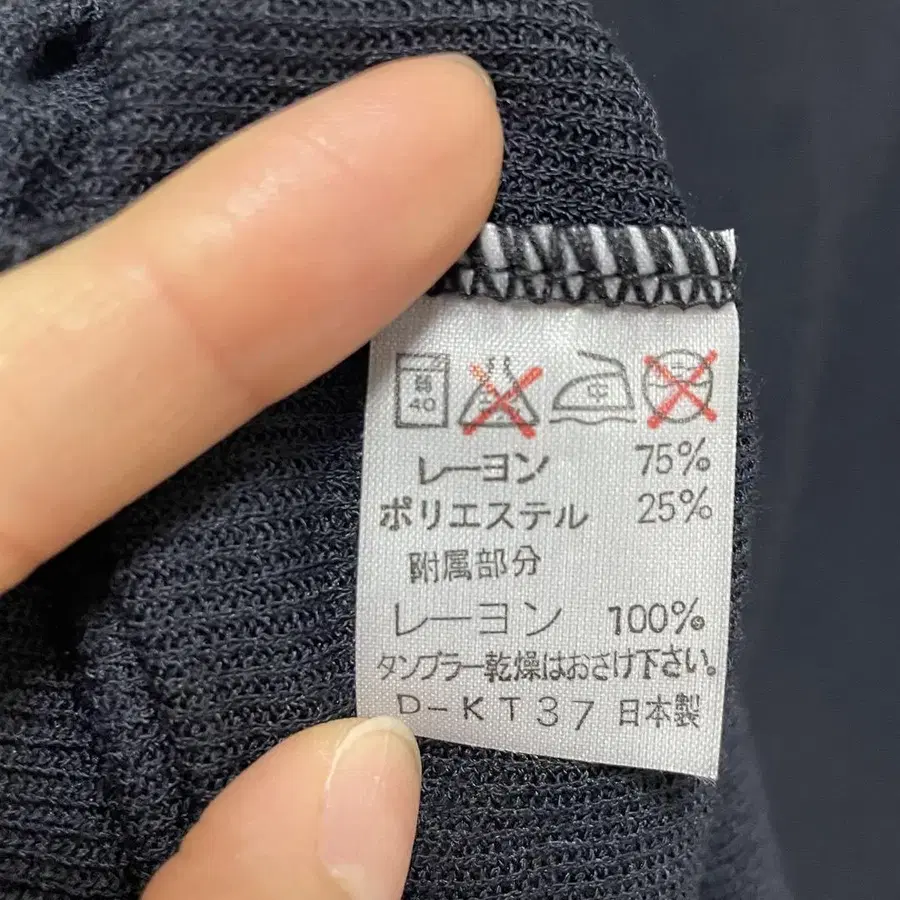 弱 40 中
レーヨン 75%
ポリエステル 25%
附属部分
レーヨン 100%
タンブラー乾燥はおさけ下さい。
D-KT37 日本製